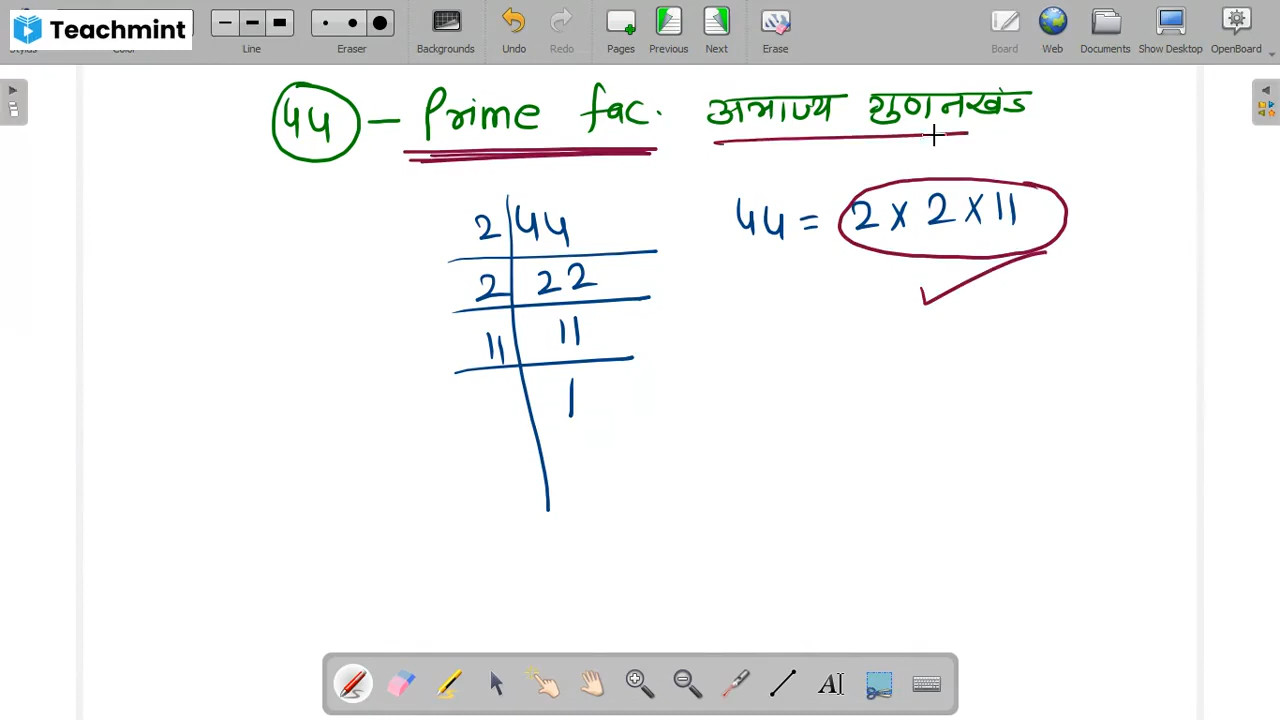 Teachmint
Line
Eraser
Backgrounds
Undo
Redo
Pages
Previous
Next
Erase
Board
Web
Documents
Show Desktop
OpenBoard
44 – Prime fac. अभाज्य गुणनखंड
2 | 44
2 | 22
11 | 11
1
44 = 2 x 2 x 11